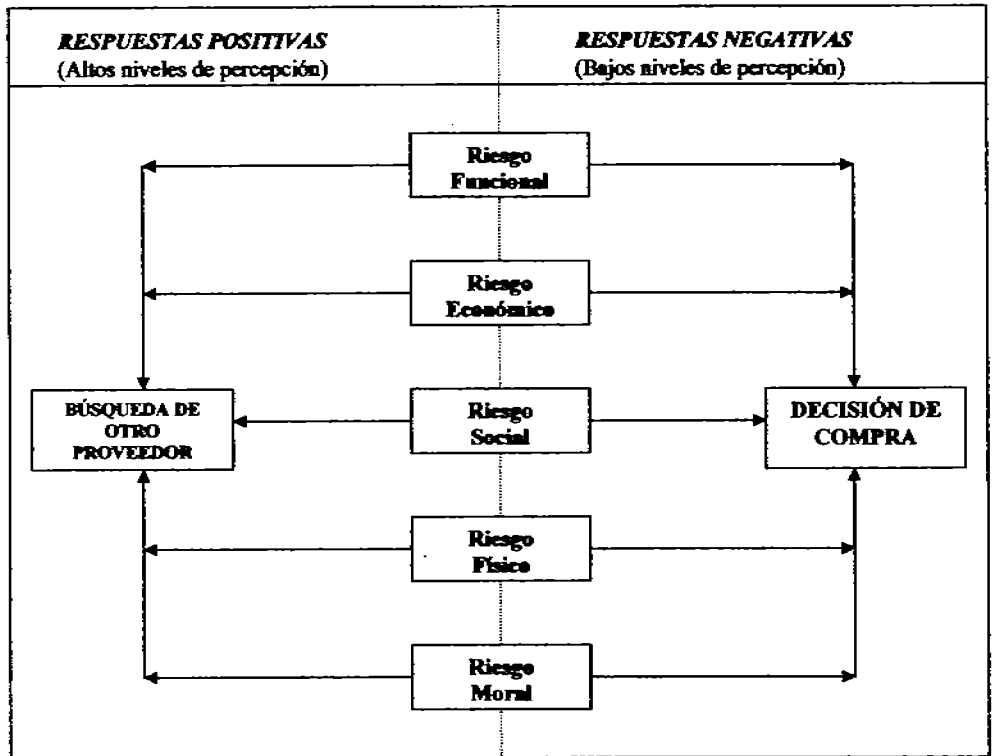 RESPUESTAS POSITIVAS
(Altos niveles de percepción)
RESPUESTAS NEGATIVAS
(Bajos niveles de percepción)
Riesgo
Funcional
Riesgo
Económico
BÚSQUEDA DE
OTRO
PROVEEDOR
Riesgo
Social
DECISIÓN DE
COMPRA
Riesgo
Físico
Riesgo
Moral